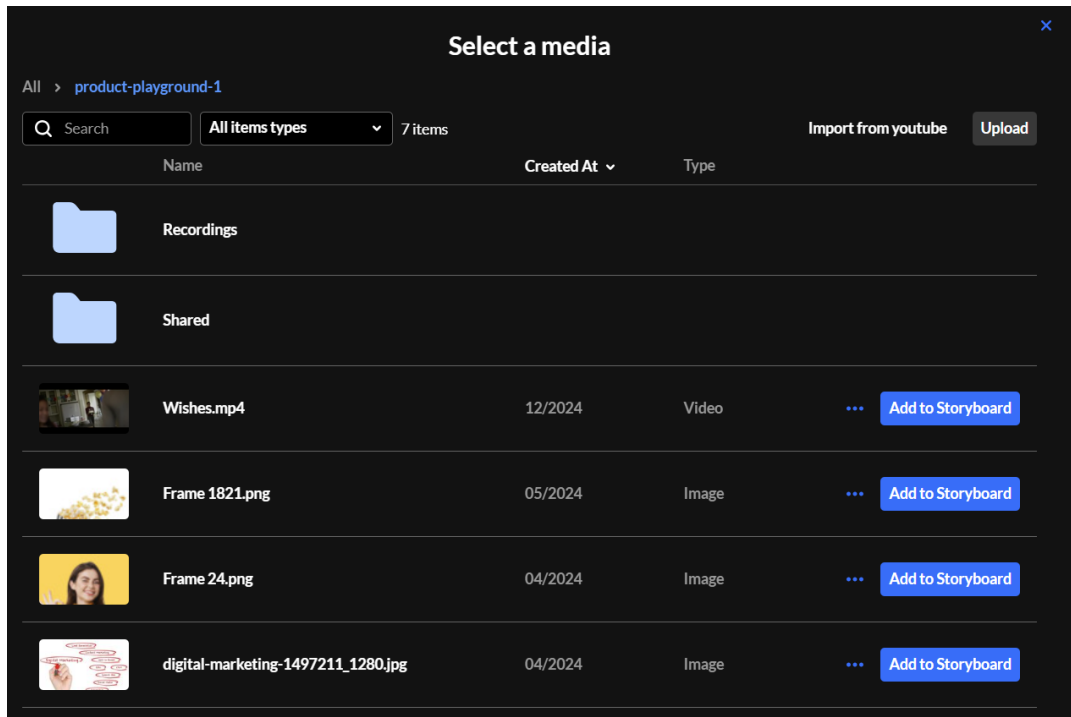 Select a media
All > product-playground-1
Search All items types 7 items Import from youtube Upload
Name Created At Type
Recordings
Shared
Wishes.mp4 12/2024 Video ••• Add to Storyboard
Frame 1821.png 05/2024 Image ••• Add to Storyboard
Frame 24.png 04/2024 Image ••• Add to Storyboard
digital-marketing-1497211_1280.jpg 04/2024 Image ••• Add to Storyboard